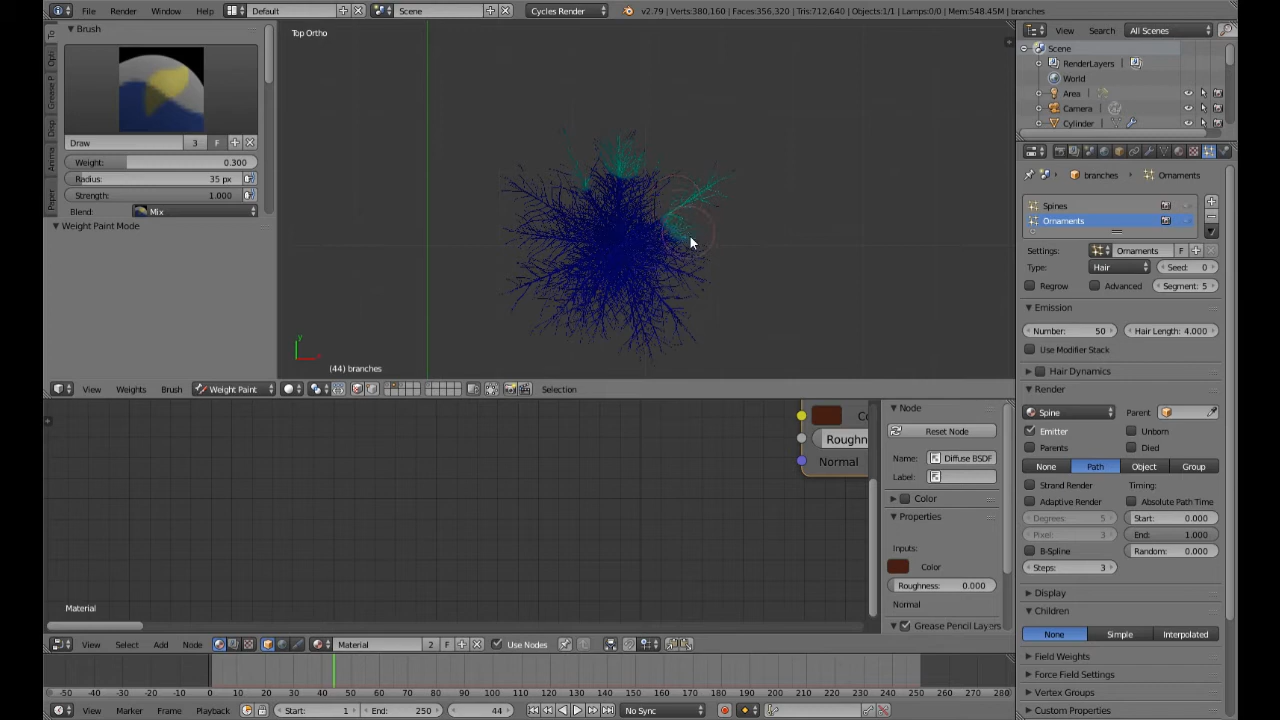 File Render Window Help Default Scene Cycles Render v2.79 | Verts:380,160 | Faces:356,320 | Tris:712,640 | Objects:1/1 | Lamps:0/0 | Mem:548.45M | branches
Brush
Top Ortho
View Search All Scenes
Scene
RenderLayers
World
Area
Camera
Cylinder
Draw 3 F
Weight: 0.300
Radius: 35 px
Strength: 1.000
Blend: Mix
Weight Paint Mode
branches Ornaments
Spines
Ornaments
Settings: Ornaments F
Type: Hair Seed: 0
Regrow Advanced Segment: 5
Emission
Number: 50 Hair Length: 4.000
Use Modifier Stack
Hair Dynamics
(44) branches
View Weights Brush Weight Paint Selection
Render
Spine Parent
Emitter Unborn
Parents Died
None Path Object Group
Strand Render Timing:
Adaptive Render Absolute Path Time
Degrees: 5 Start: 0.000
Pixel: 3 End: 1.000
B-Spline Random: 0.000
Steps: 3
Display
Children
None Simple Interpolated
Field Weights
Force Field Settings
Vertex Groups
Custom Properties
Roughn
Normal
Node
Reset Node
Name: Diffuse BSDF
Label:
Color
Properties
Inputs:
Color
Roughness: 0.000
Normal
Grease Pencil Layers
Material
View Select Add Node Material 2 F Use Nodes
-50 -40 -30 -20 -10 0 10 20 30 40 50 60 70 80 90 100 110 120 130 140 150 160 170 180 190 200 210 220 230 240 250 260 270 280
View Marker Frame Playback Start: 1 End: 250 44 No Sync